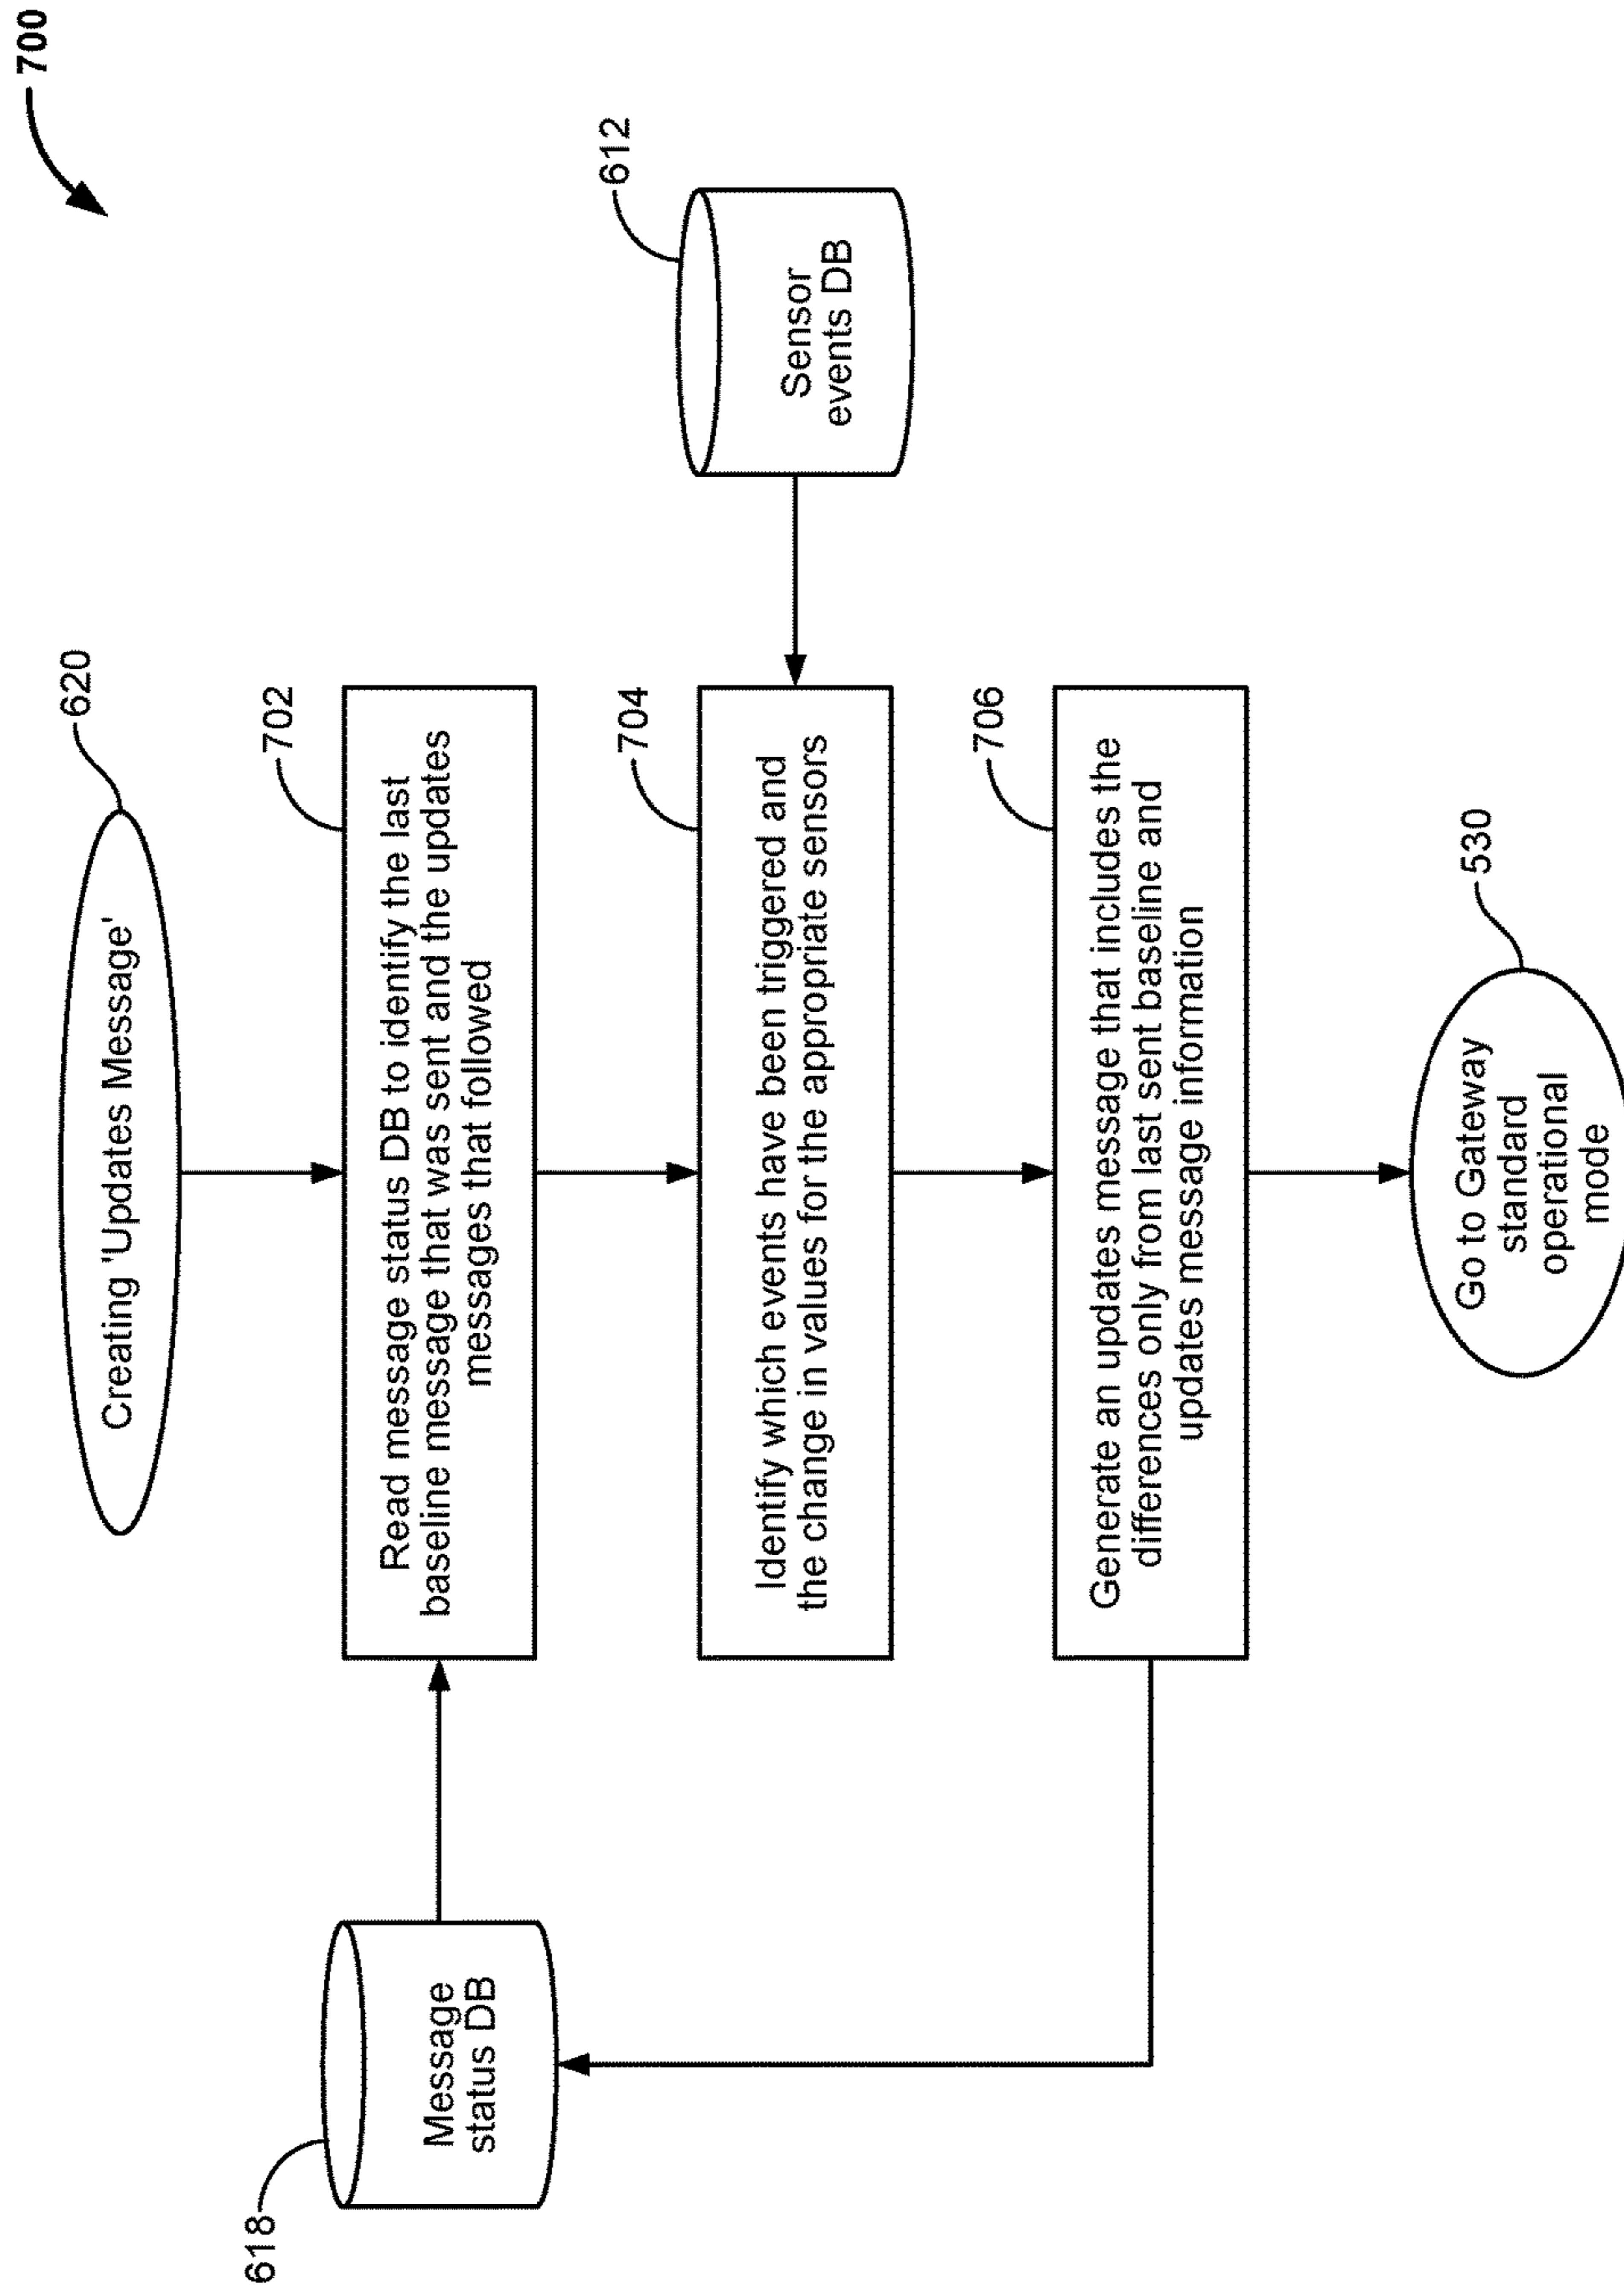 700
620
Creating 'Updates Message'
702
Read message status DB to identify the last
baseline message that was sent and the updates
messages that followed
618
Message
status DB
704
Identify which events have been triggered and
the change in values for the appropriate sensors
612
Sensor
events DB
706
Generate an updates message that includes the
differences only from last sent baseline and
updates message information
530
Go to Gateway
standard
operational
mode